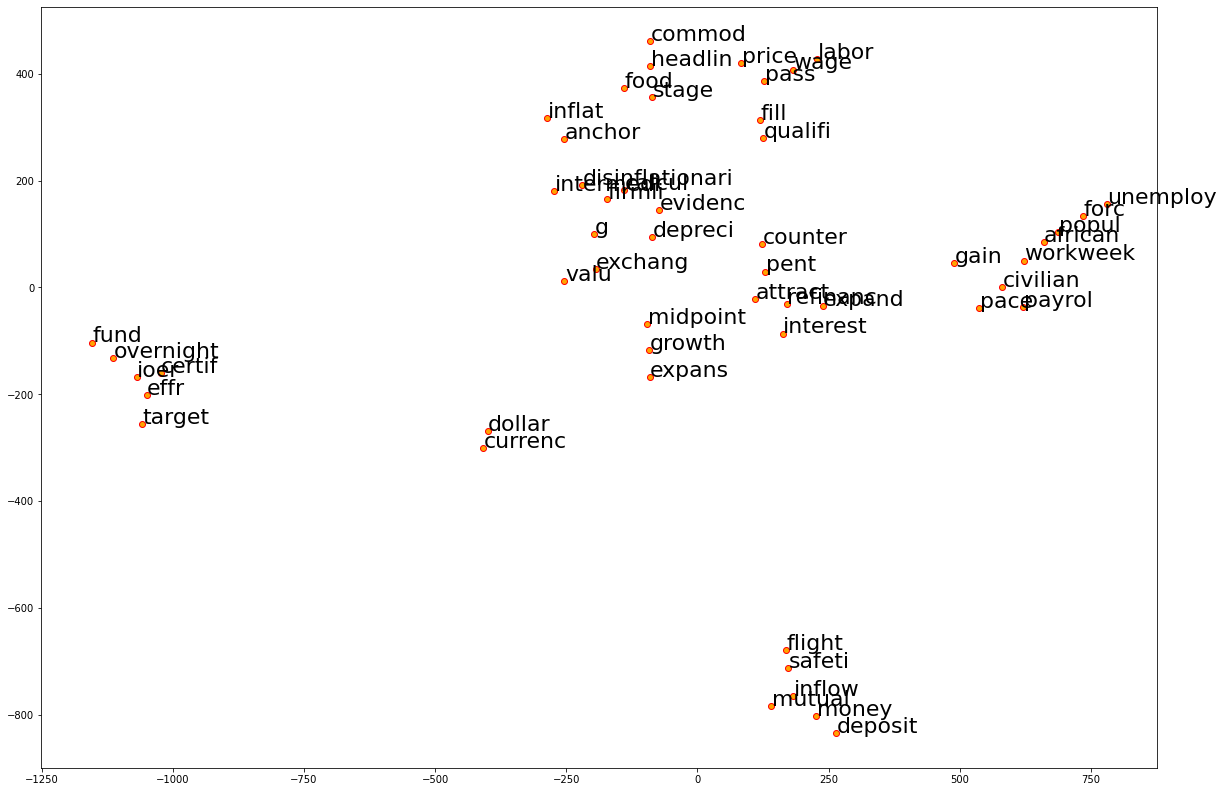 commod
labor
price
headlin
wage
pass
food
stage
inflat
fill
anchor
qualifi
disinflationari
calcul
firmli
evidenc
unemploy
forc
popul
african
g
depreci
counter
workweek
gain
exchang
pent
valu
civilian
attract
refinanc
expand
pace
payrol
midpoint
interest
growth
expans
fund
overnight
ioer
certif
effr
target
dollar
currenc
flight
safeti
inflow
mutual
money
deposit
400
200
0
−200
−400
−600
−800
−1250
−1000
−750
−500
−250
0
250
500
750